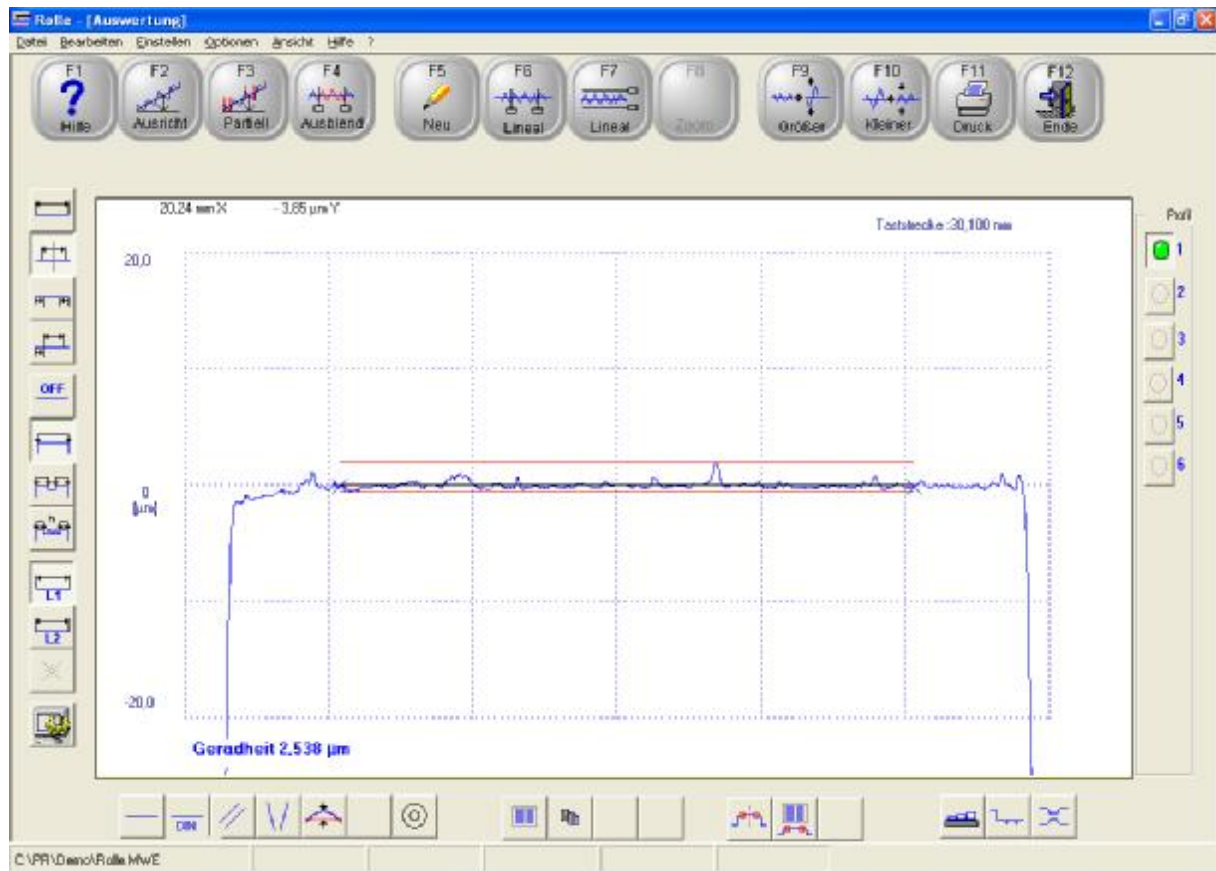 Rolle - [Auswertung]
Datei Bearbeiten Einstellen Optionen Ansicht Hilfe ?
F1 F2 F3 F4 F5 F6 F7 F8 F9 F10 F11 F12
Hilfe Ausricht Partiell Ausblend Neu Lineal Lineal Zoom Größer Kleiner Druck Ende
20,24 mm X -3,85 µm Y
Taststrecke :30,100 mm
Profil
1
2
3
4
5
6
20,0
0
[µm]
-20,0
OFF
L1
L2
Geradheit 2,538 µm
DIN
C:\PR\Demo\Rolle.MWE